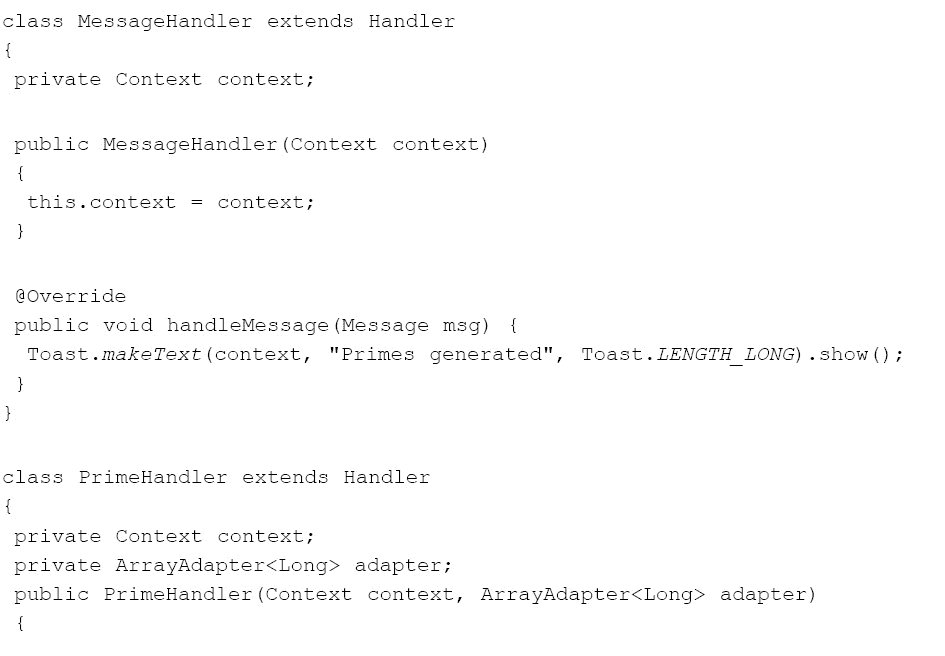 class MessageHandler extends Handler
{
private Context context;
public MessageHandler(Context context)
{
this.context = context;
}
@Override
public void handleMessage(Message msg) {
Toast.makeText(context, "Primes generated", Toast.LENGTH_LONG).show();
}
}
class PrimeHandler extends Handler
{
private Context context;
private ArrayAdapter<Long> adapter;
public PrimeHandler(Context context, ArrayAdapter<Long> adapter)
{